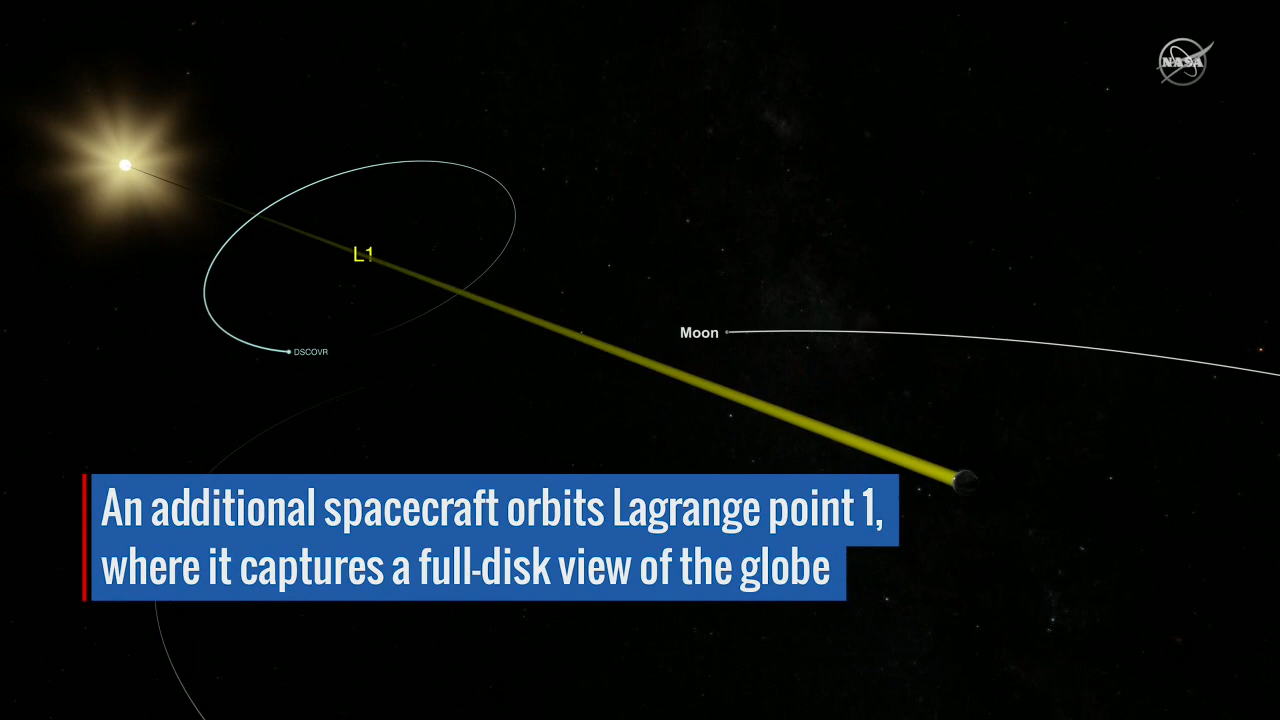 NASA
L1
Moon
DSCOVR
An additional spacecraft orbits Lagrange point 1,
where it captures a full-disk view of the globe